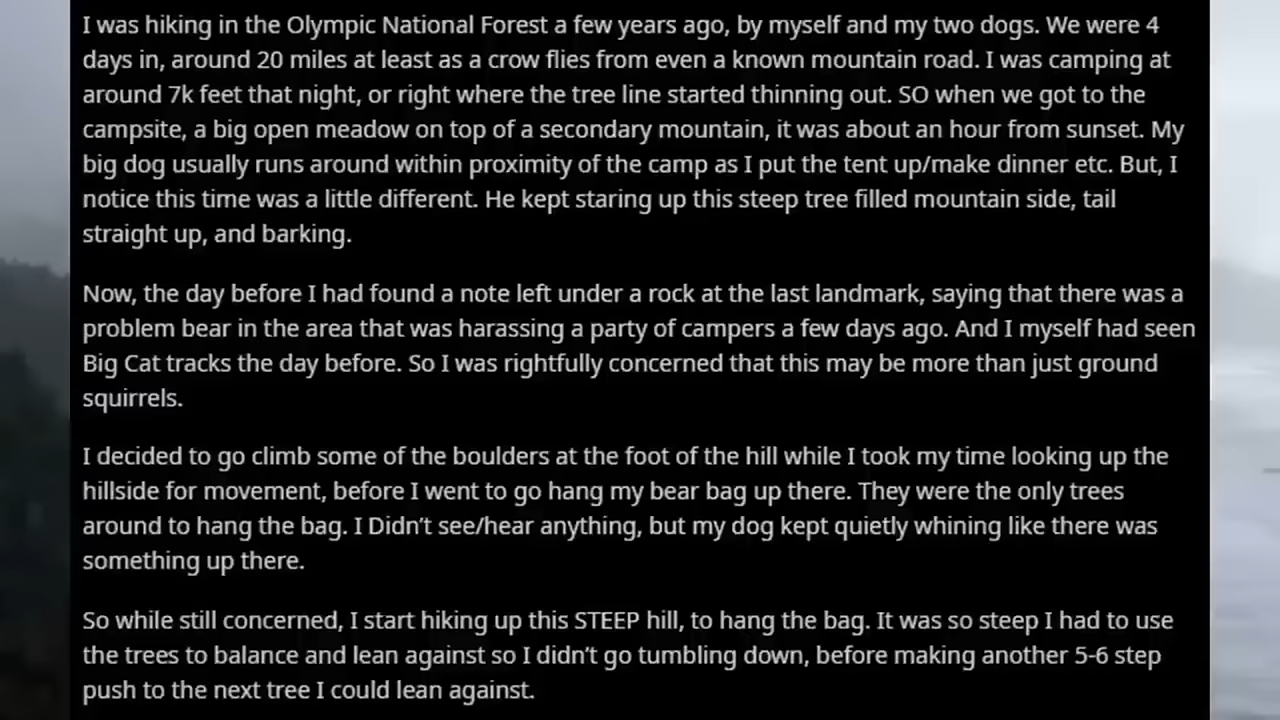 I was hiking in the Olympic National Forest a few years ago, by myself and my two dogs. We were 4
days in, around 20 miles at least as a crow flies from even a known mountain road. I was camping at
around 7k feet that night, or right where the tree line started thinning out. SO when we got to the
campsite, a big open meadow on top of a secondary mountain, it was about an hour from sunset. My
big dog usually runs around within proximity of the camp as I put the tent up/make dinner etc. But, I
notice this time was a little different. He kept staring up this steep tree filled mountain side, tail
straight up, and barking.
Now, the day before I had found a note left under a rock at the last landmark, saying that there was a
problem bear in the area that was harassing a party of campers a few days ago. And I myself had seen
Big Cat tracks the day before. So I was rightfully concerned that this may be more than just ground
squirrels.
I decided to go climb some of the boulders at the foot of the hill while I took my time looking up the
hillside for movement, before I went to go hang my bear bag up there. They were the only trees
around to hang the bag. I Didn't see/hear anything, but my dog kept quietly whining like there was
something up there.
So while still concerned, I start hiking up this STEEP hill, to hang the bag. It was so steep I had to use
the trees to balance and lean against so I didn't go tumbling down, before making another 5-6 step
push to the next tree I could lean against.